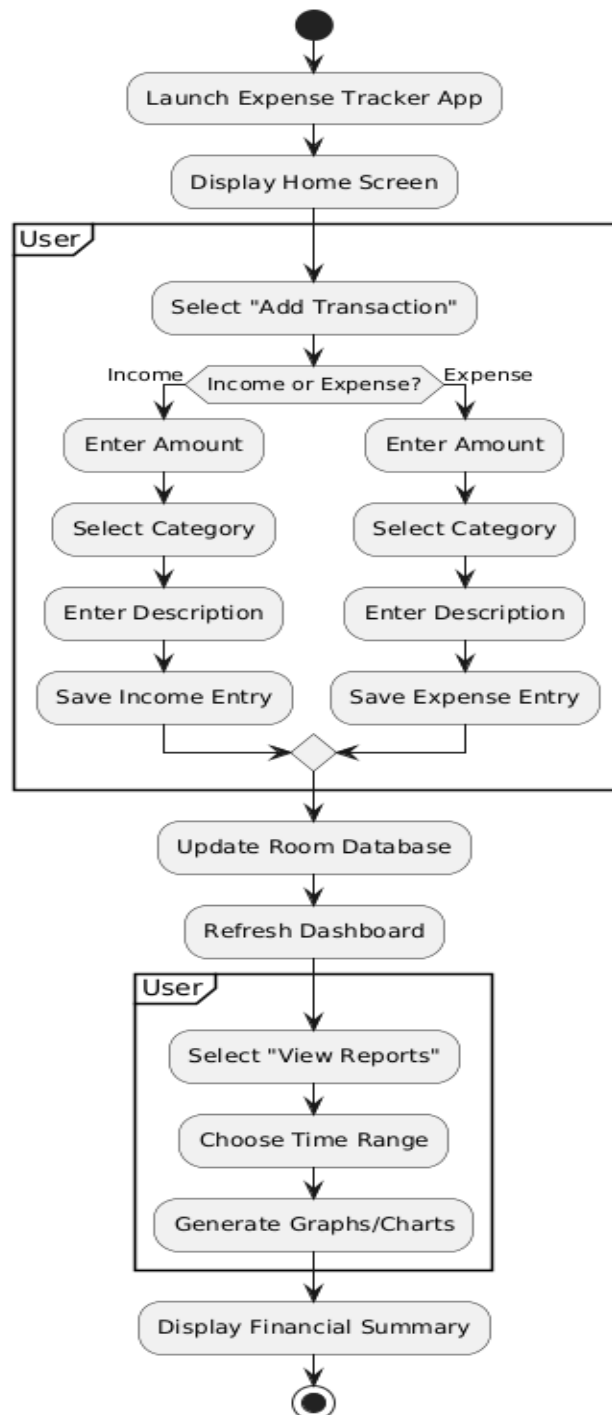 Launch Expense Tracker App
Display Home Screen
User
Select "Add Transaction"
Income
Income or Expense?
Expense
Enter Amount
Enter Amount
Select Category
Select Category
Enter Description
Enter Description
Save Income Entry
Save Expense Entry
Update Room Database
Refresh Dashboard
User
Select "View Reports"
Choose Time Range
Generate Graphs/Charts
Display Financial Summary